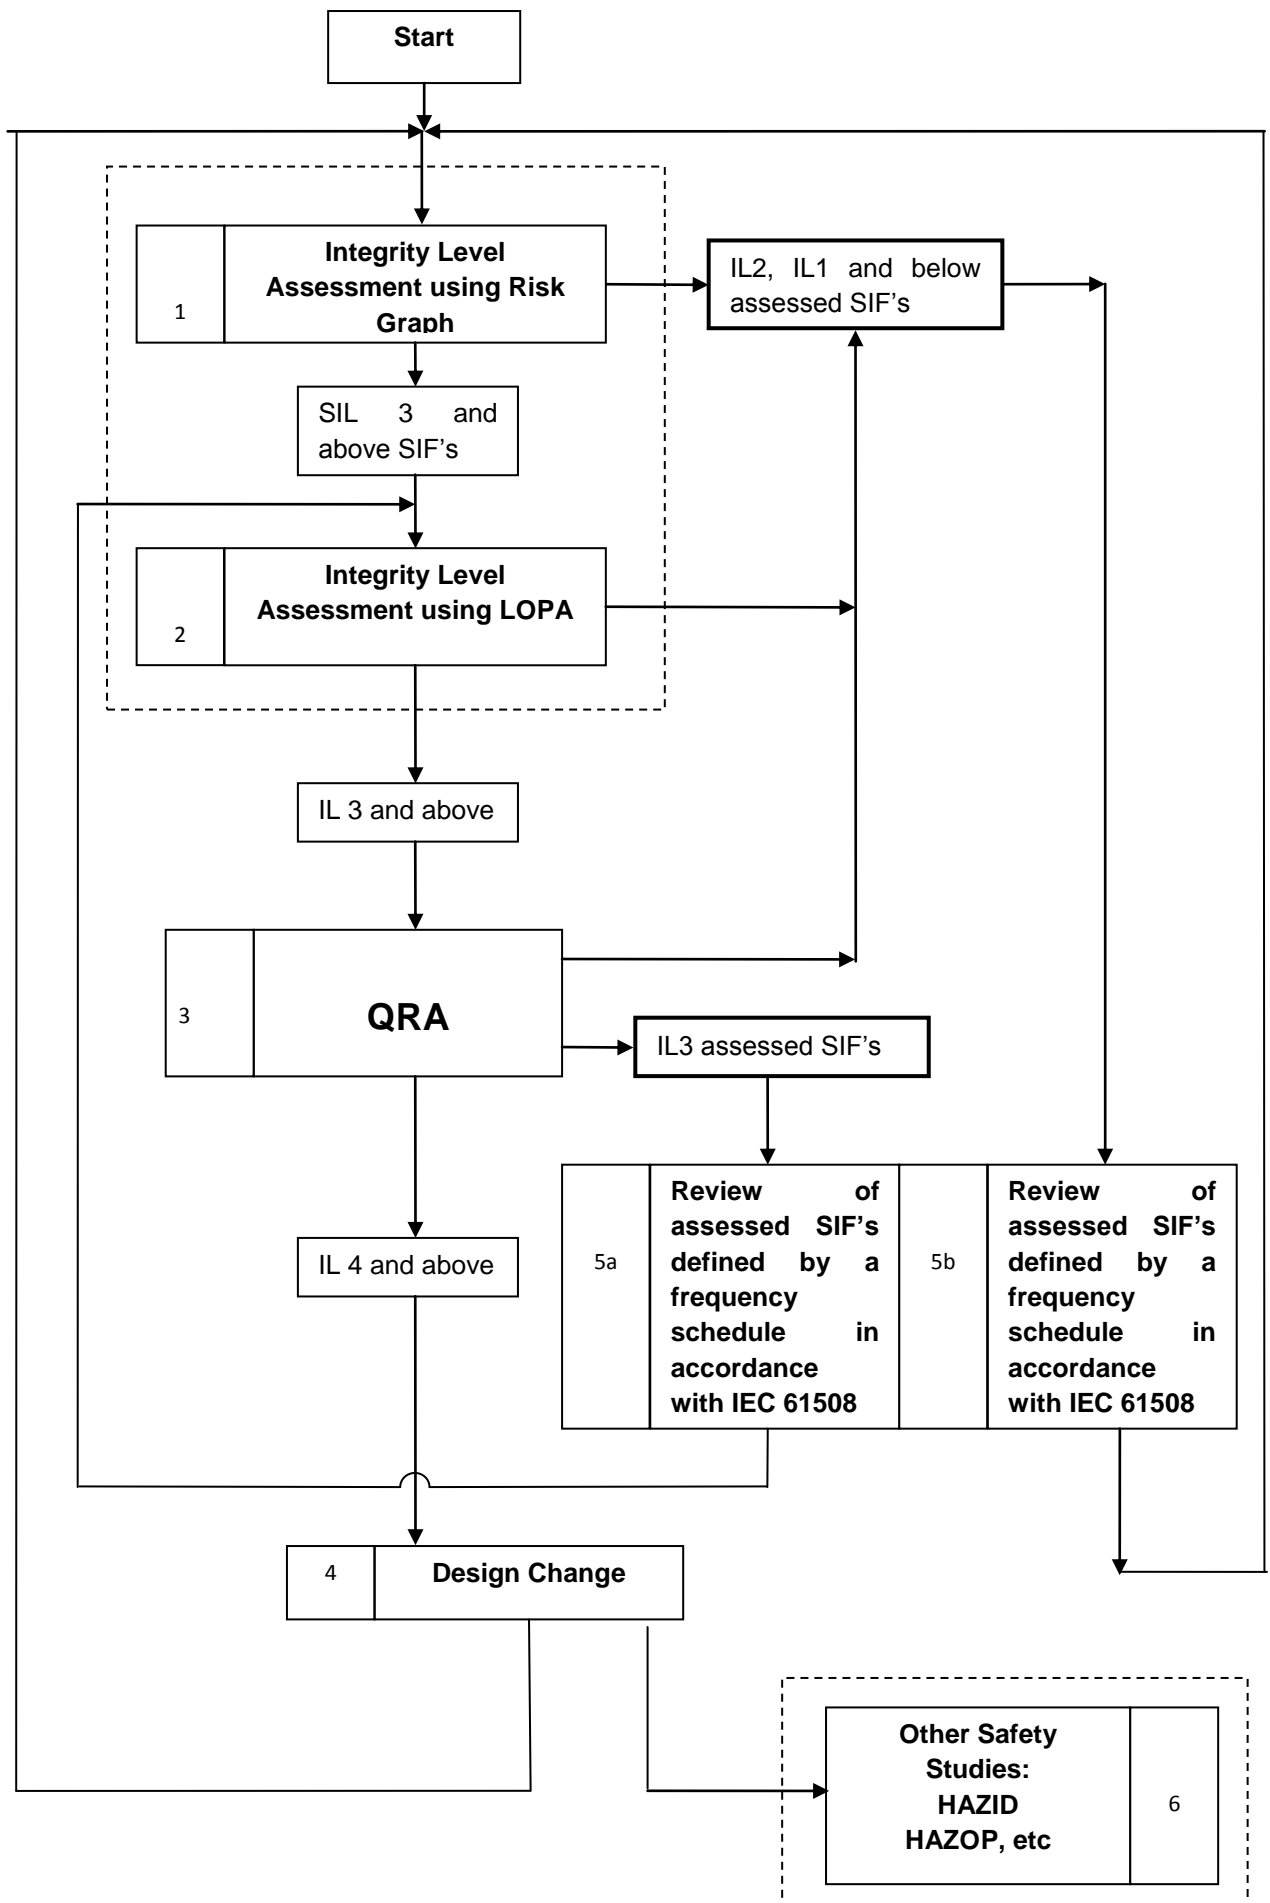 Start
Integrity Level
Assessment using Risk
Graph
1
IL2, IL1 and below
assessed SIF's
SIL 3 and
above SIF's
Integrity Level
Assessment using LOPA
2
IL 3 and above
3
QRA
IL3 assessed SIF's
IL 4 and above
5a
Review of
assessed SIF's
defined by a
frequency
schedule in
accordance
with IEC 61508
5b
Review of
assessed SIF's
defined by a
frequency
schedule in
accordance
with IEC 61508
4
Design Change
Other Safety
Studies:
HAZID
HAZOP, etc
6